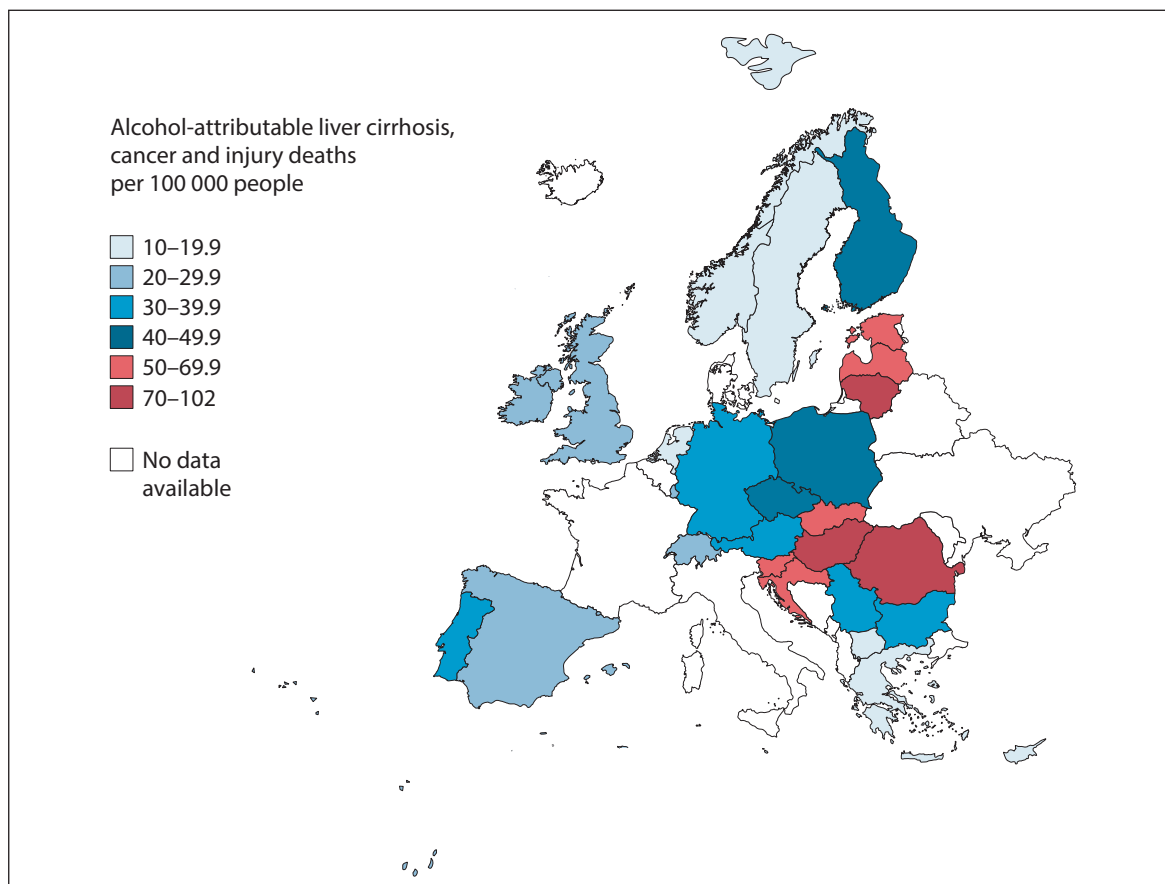 Alcohol-attributable liver cirrhosis,
cancer and injury deaths
per 100 000 people
10–19.9
20–29.9
30–39.9
40–49.9
50–69.9
70–102
No data
available